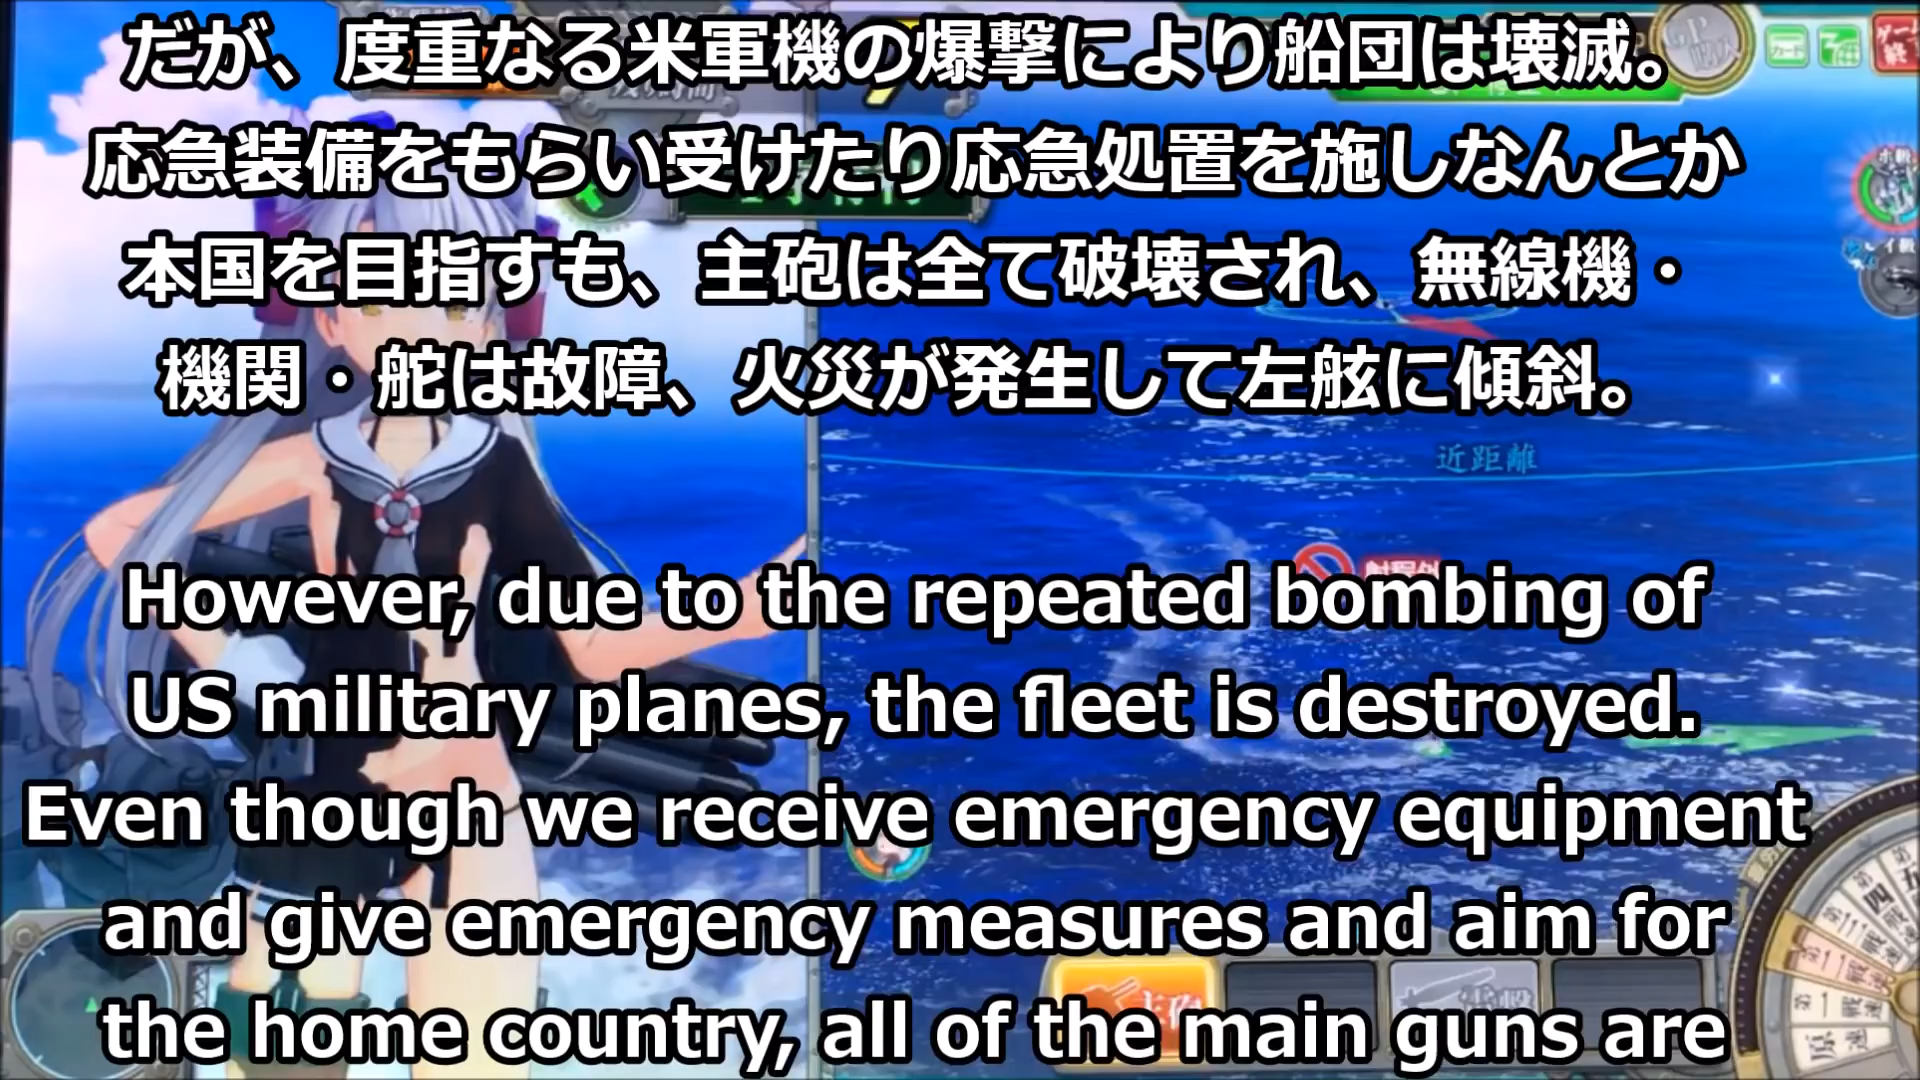 だが、度重なる米軍機の爆撃により船団は壊滅。
応急装備をもらい受けたり応急処置を施しなんとか
本国を目指すも、主砲は全て破壊され、無線機・
機関・舵は故障、火災が発生して左舷に傾斜。
近距離
However, due to the repeated bombing of
US military planes, the fleet is destroyed.
Even though we receive emergency equipment
and give emergency measures and aim for
the home country, all of the main guns are